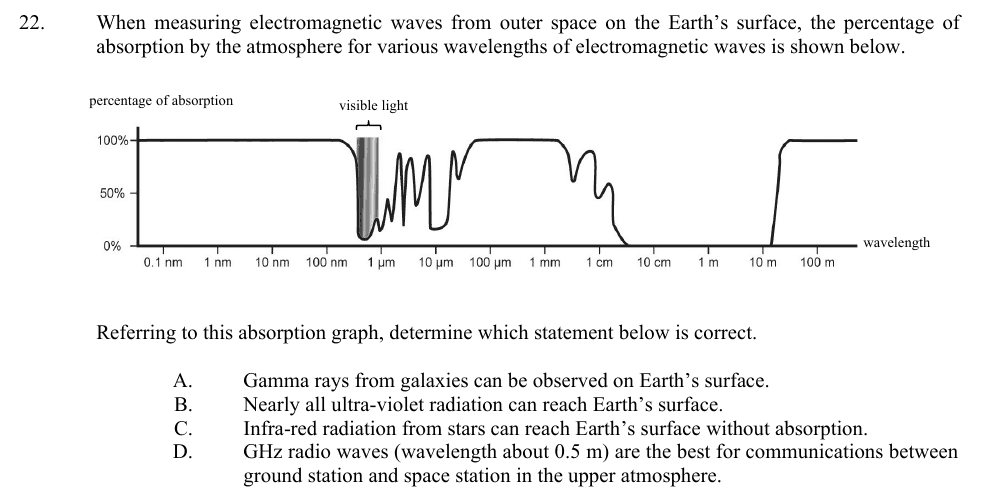 22. When measuring electromagnetic waves from outer space on the Earth's surface, the percentage of
absorption by the atmosphere for various wavelengths of electromagnetic waves is shown below.
percentage of absorption
visible light
100%
50%
0%
wavelength
0.1 nm 1 nm 10 nm 100 nm 1 µm 10 µm 100 µm 1 mm 1 cm 10 cm 1 m 10 m 100 m
Referring to this absorption graph, determine which statement below is correct.
A. Gamma rays from galaxies can be observed on Earth's surface.
B. Nearly all ultra-violet radiation can reach Earth's surface.
C. Infra-red radiation from stars can reach Earth's surface without absorption.
D. GHz radio waves (wavelength about 0.5 m) are the best for communications between
ground station and space station in the upper atmosphere.